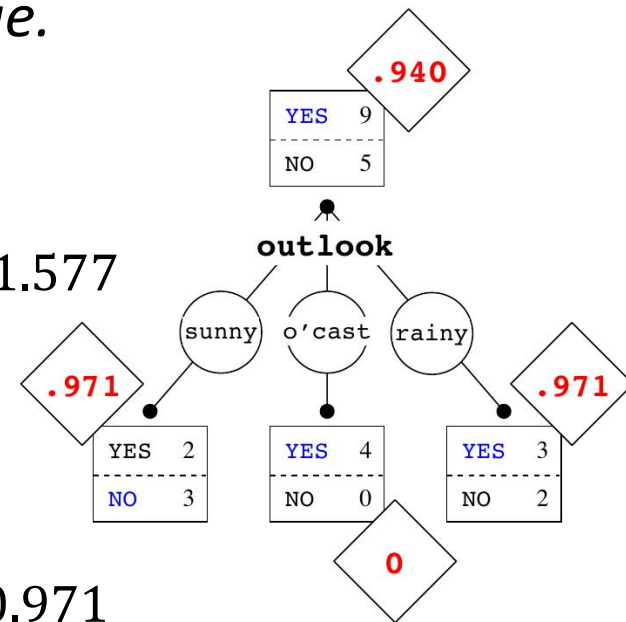 ue.
.940
YES 9
NO 5
outlook
1.577
sunny o'cast rainy
.971
.971
YES 2
NO 3
YES 4
NO 0
YES 3
NO 2
0
0.971